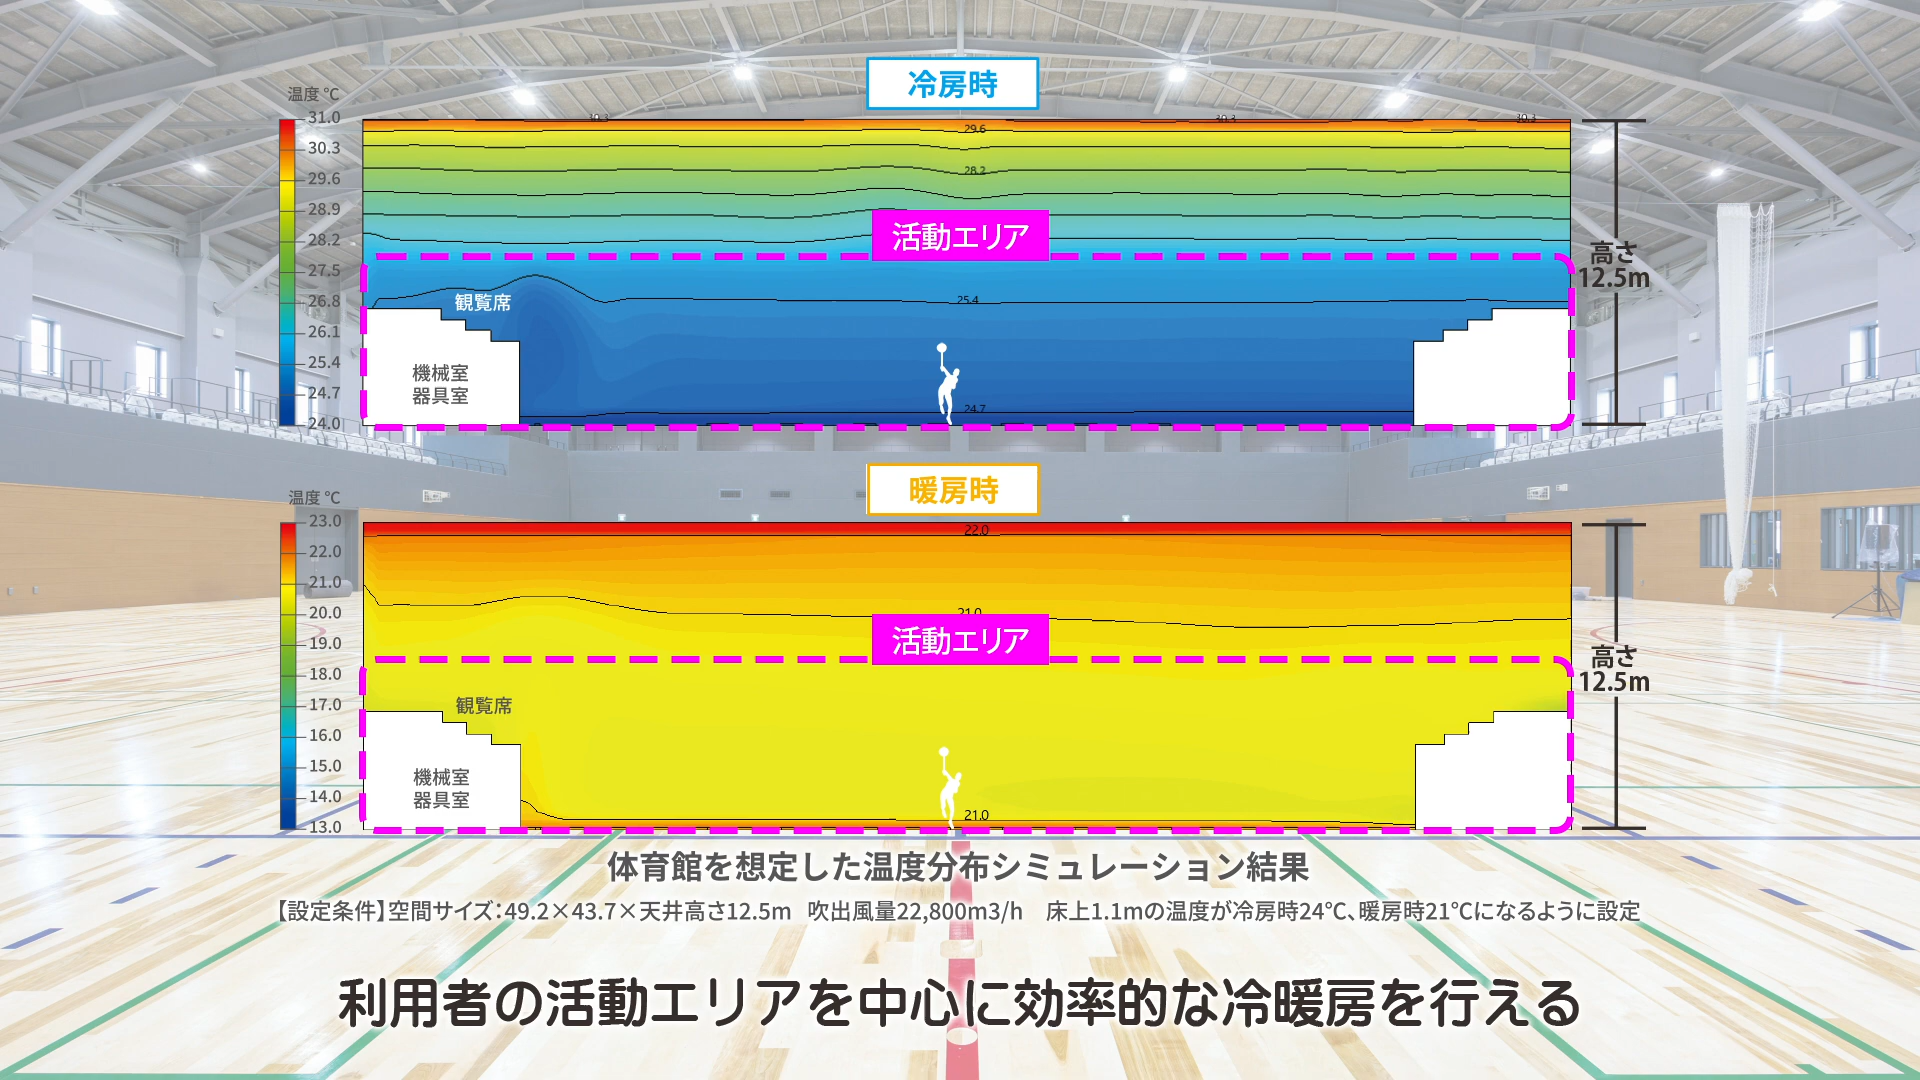 冷房時
温度 ℃
31.0
30.3
29.6
28.9
28.2
27.5
26.8
26.1
25.4
24.7
24.0
30.3
30.3
30.3
29.6
28.2
活動エリア
25.4
観覧席
機械室
器具室
24.7
高さ
12.5m
暖房時
温度 ℃
23.0
22.0
21.0
20.0
19.0
18.0
17.0
16.0
15.0
14.0
13.0
22.0
21.0
活動エリア
観覧席
機械室
器具室
21.0
高さ
12.5m
体育館を想定した温度分布シミュレーション結果
【設定条件】空間サイズ：49.2×43.7×天井高さ12.5m 吹出風量22,800m3/h 床上1.1mの温度が冷房時24℃、暖房時21℃になるように設定
利用者の活動エリアを中心に効率的な冷暖房を行える